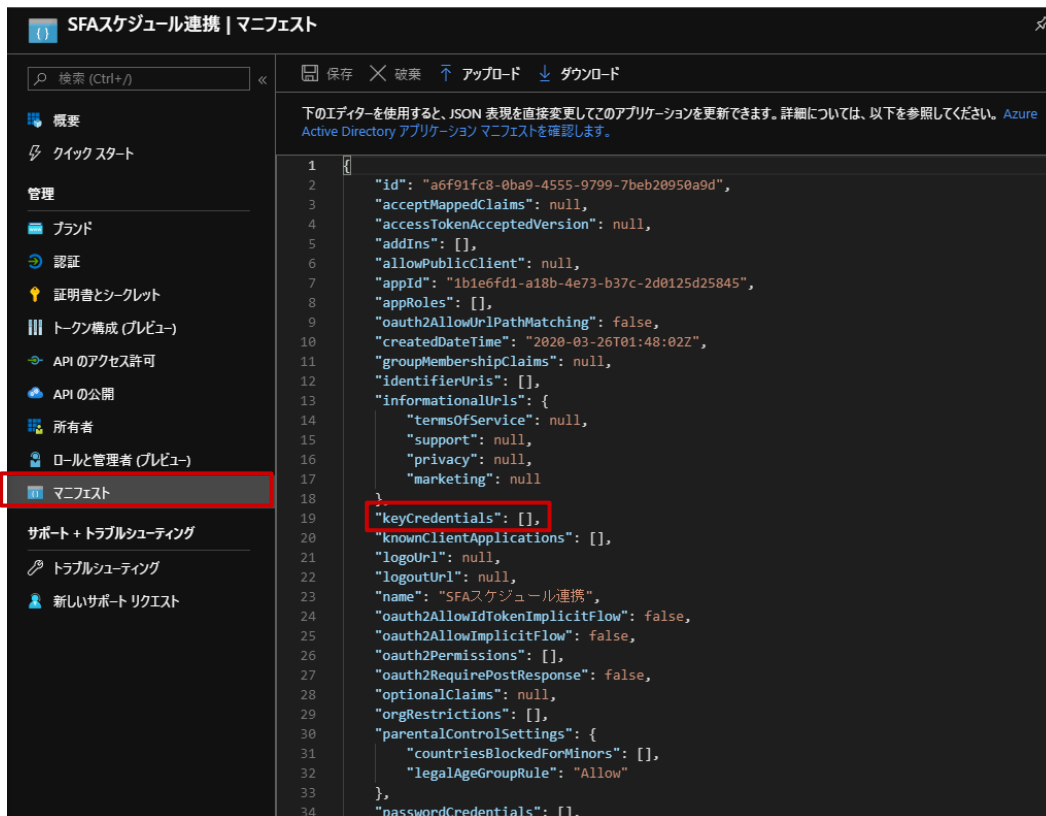 SFAスケジュール連携 | マニフェスト
検索 (Ctrl+/)
«
概要
クイック スタート
管理
ブランド
認証
証明書とシークレット
トークン構成 (プレビュー)
API のアクセス許可
API の公開
所有者
ロールと管理者 (プレビュー)
マニフェスト
サポート + トラブルシューティング
トラブルシューティング
新しいサポート リクエスト
保存 破棄 アップロード ダウンロード
下のエディターを使用すると、JSON 表現を直接変更してこのアプリケーションを更新できます。詳細については、以下を参照してください。Azure
Active Directory アプリケーション マニフェストを確認します。
1 {
2 "id": "a6f91fc8-0ba9-4555-9799-7beb20950a9d",
3 "acceptMappedClaims": null,
4 "accessTokenAcceptedVersion": null,
5 "addIns": [],
6 "allowPublicClient": null,
7 "appId": "1b1e6fd1-a18b-4e73-b37c-2d0125d25845",
8 "appRoles": [],
9 "oauth2AllowUrlPathMatching": false,
10 "createdDateTime": "2020-03-26T01:48:02Z",
11 "groupMembershipClaims": null,
12 "identifierUris": [],
13 "informationalUrls": {
14 "termsOfService": null,
15 "support": null,
16 "privacy": null,
17 "marketing": null
18 },
19 "keyCredentials": [],
20 "knownClientApplications": [],
21 "logoUrl": null,
22 "logoutUrl": null,
23 "name": "SFAスケジュール連携",
24 "oauth2AllowIdTokenImplicitFlow": false,
25 "oauth2AllowImplicitFlow": false,
26 "oauth2Permissions": [],
27 "oauth2RequirePostResponse": false,
28 "optionalClaims": null,
29 "orgRestrictions": [],
30 "parentalControlSettings": {
31 "countriesBlockedForMinors": [],
32 "legalAgeGroupRule": "Allow"
33 },
34 "passwordCredentials": [],